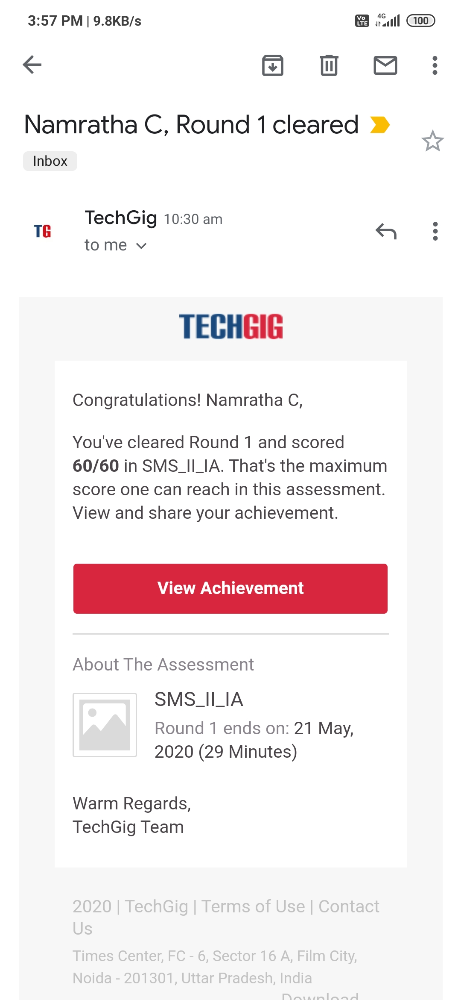 3:57 PM | 9.8KB/s
Vo LTE 4G 100
Namratha C, Round 1 cleared
Inbox
TG
TechGig 10:30 am
to me
TECHGIG
Congratulations! Namratha C,
You've cleared Round 1 and scored
60/60 in SMS_II_IA. That's the maximum
score one can reach in this assessment.
View and share your achievement.
View Achievement
About The Assessment
SMS_II_IA
Round 1 ends on: 21 May,
2020 (29 Minutes)
Warm Regards,
TechGig Team
2020 | TechGig | Terms of Use | Contact
Us
Times Center, FC - 6, Sector 16 A, Film City,
Noida - 201301, Uttar Pradesh, India
Download